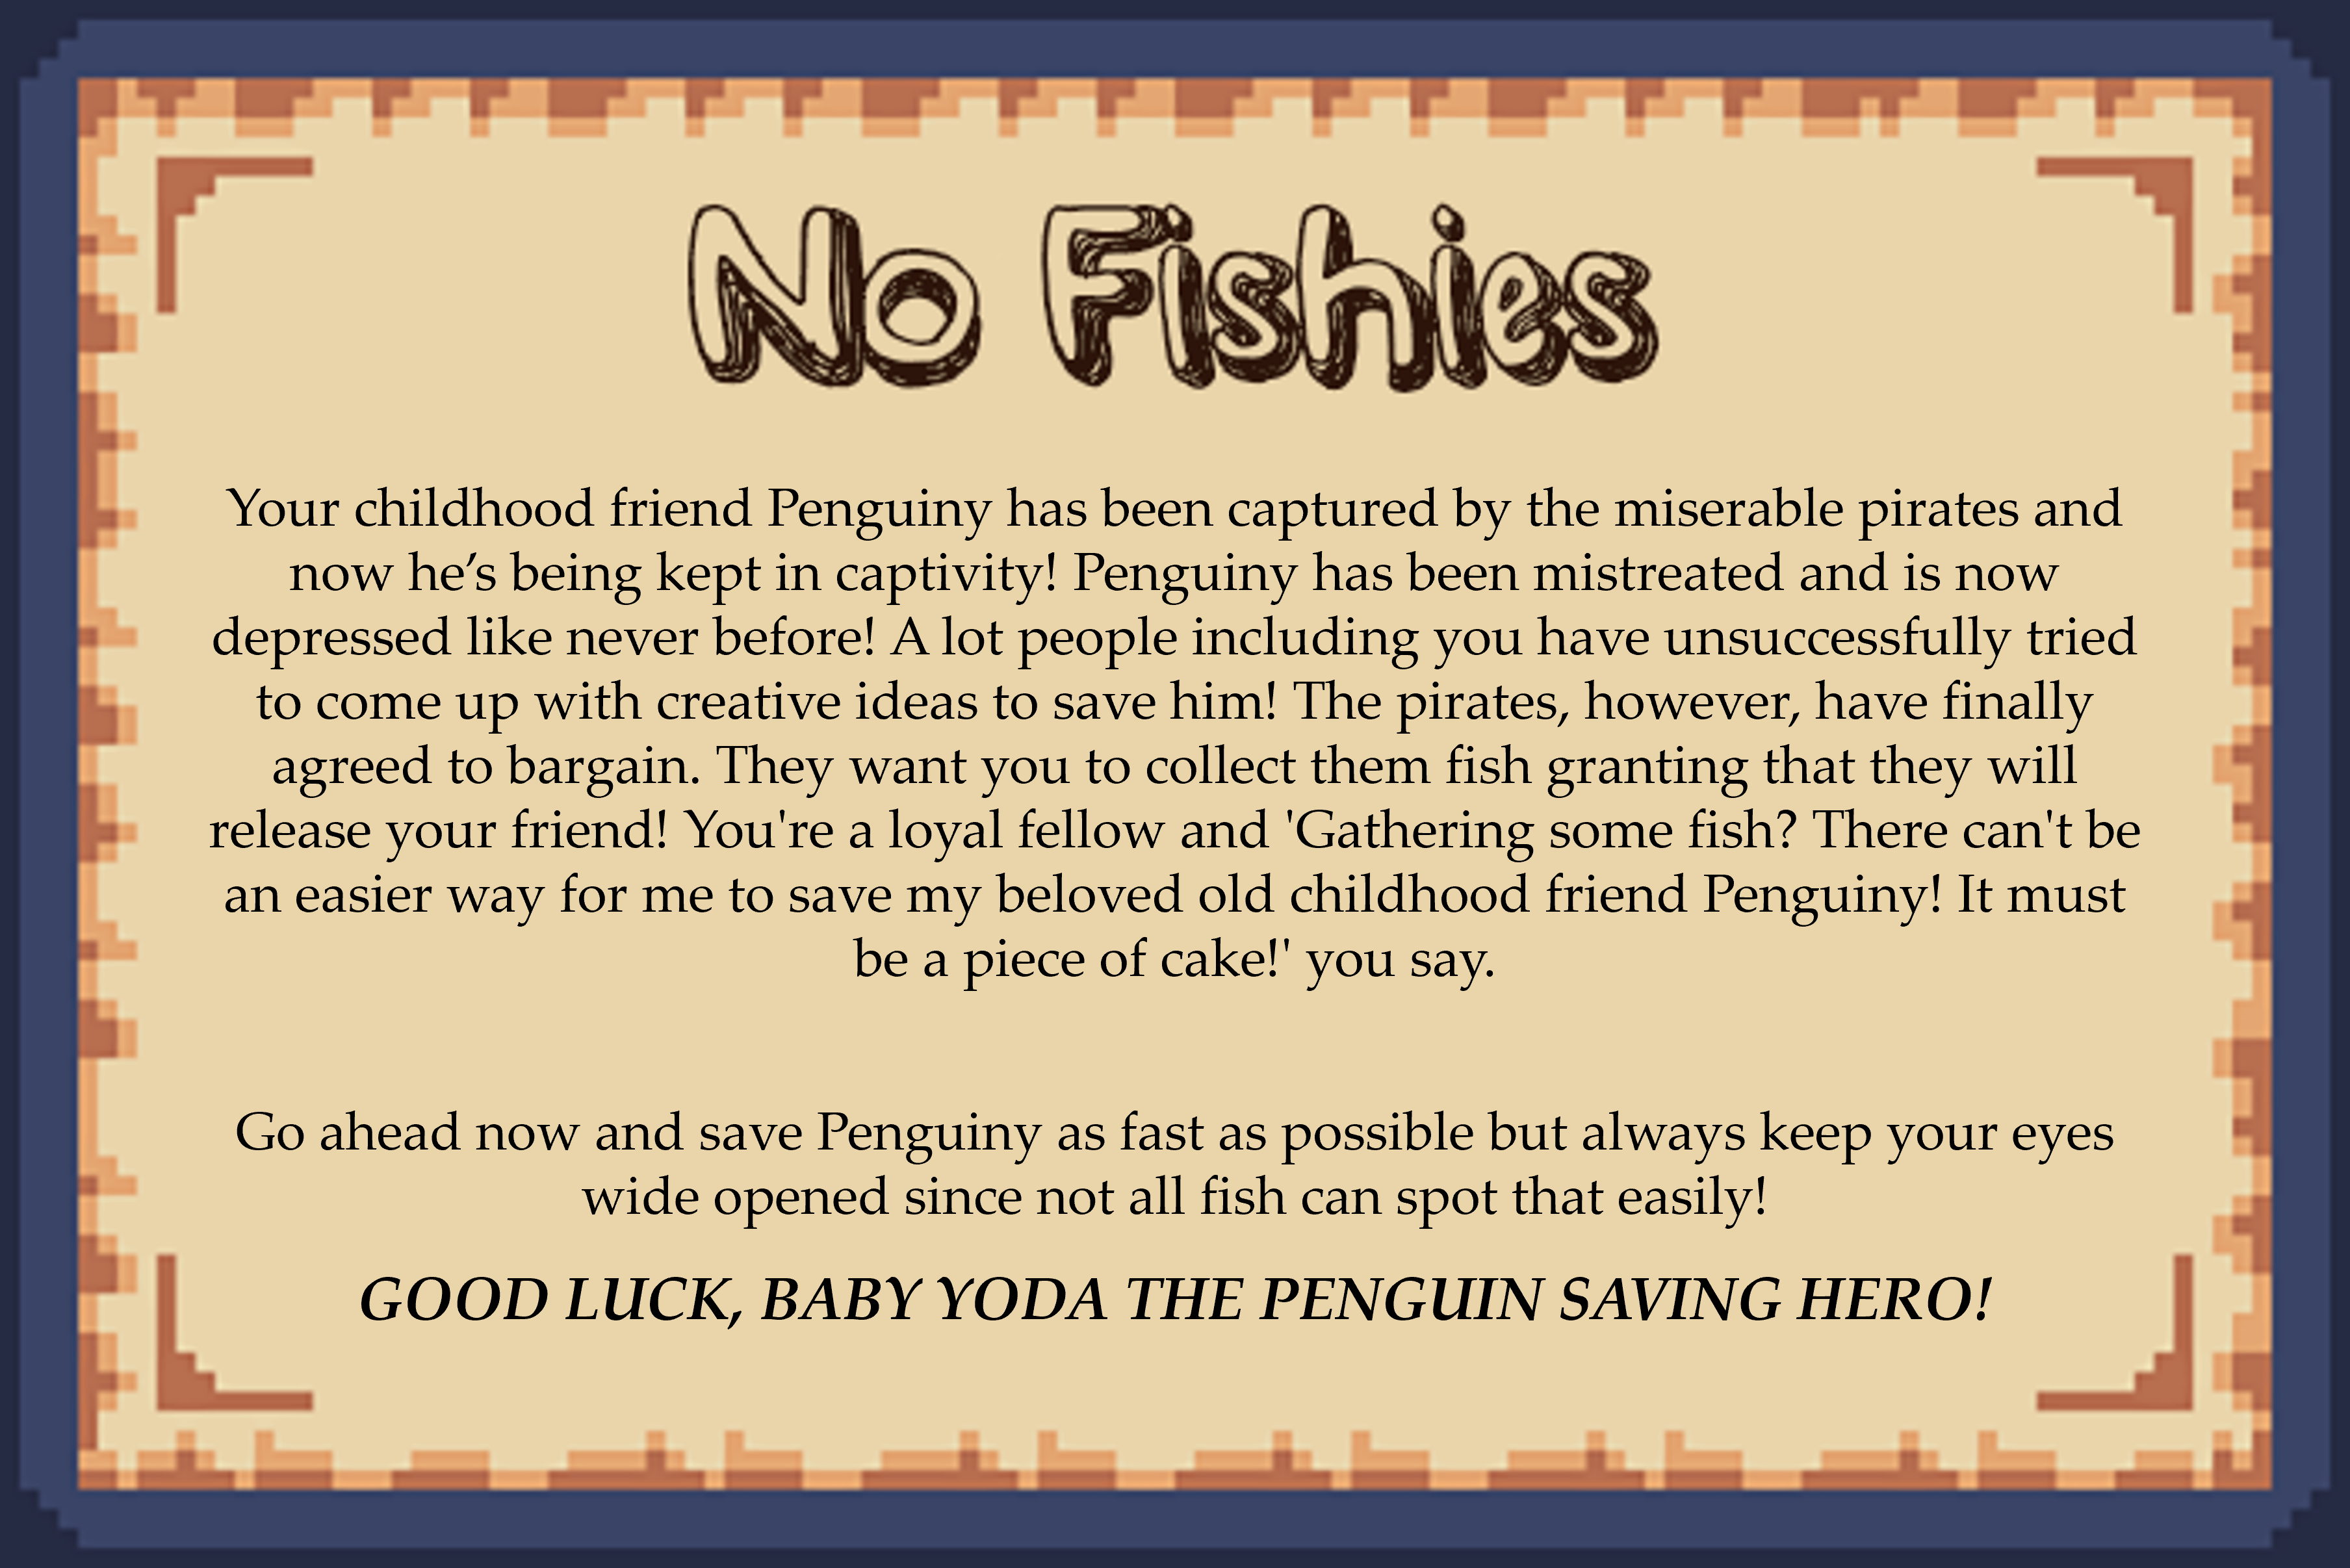 No Fishies
Your childhood friend Penguiny has been captured by the miserable pirates and
now he’s being kept in captivity! Penguiny has been mistreated and is now
depressed like never before! A lot people including you have unsuccessfully tried
to come up with creative ideas to save him! The pirates, however, have finally
agreed to bargain. They want you to collect them fish granting that they will
release your friend! You're a loyal fellow and 'Gathering some fish? There can't be
an easier way for me to save my beloved old childhood friend Penguiny! It must
be a piece of cake!' you say.
Go ahead now and save Penguiny as fast as possible but always keep your eyes
wide opened since not all fish can spot that easily!
GOOD LUCK, BABY YODA THE PENGUIN SAVING HERO!